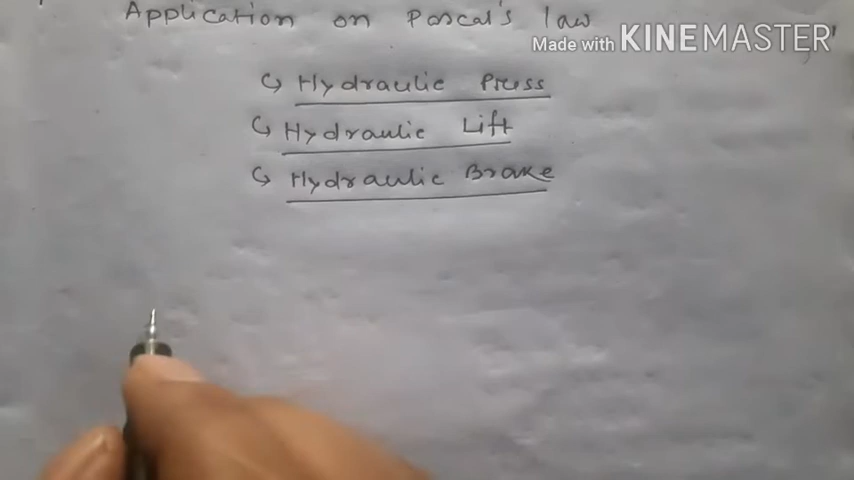 Application on Pascal's law
Made with KINEMASTER
↪ Hydraulic Press
↪ Hydraulic Lift
↪ Hydraulic Brake